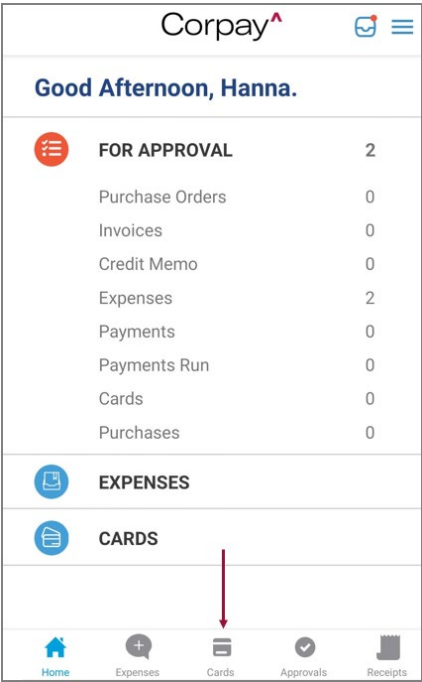 Corpay^
Good Afternoon, Hanna.
FOR APPROVAL 2
Purchase Orders 0
Invoices 0
Credit Memo 0
Expenses 2
Payments 0
Payments Run 0
Cards 0
Purchases 0
EXPENSES
CARDS
Home Expenses Cards Approvals Receipts